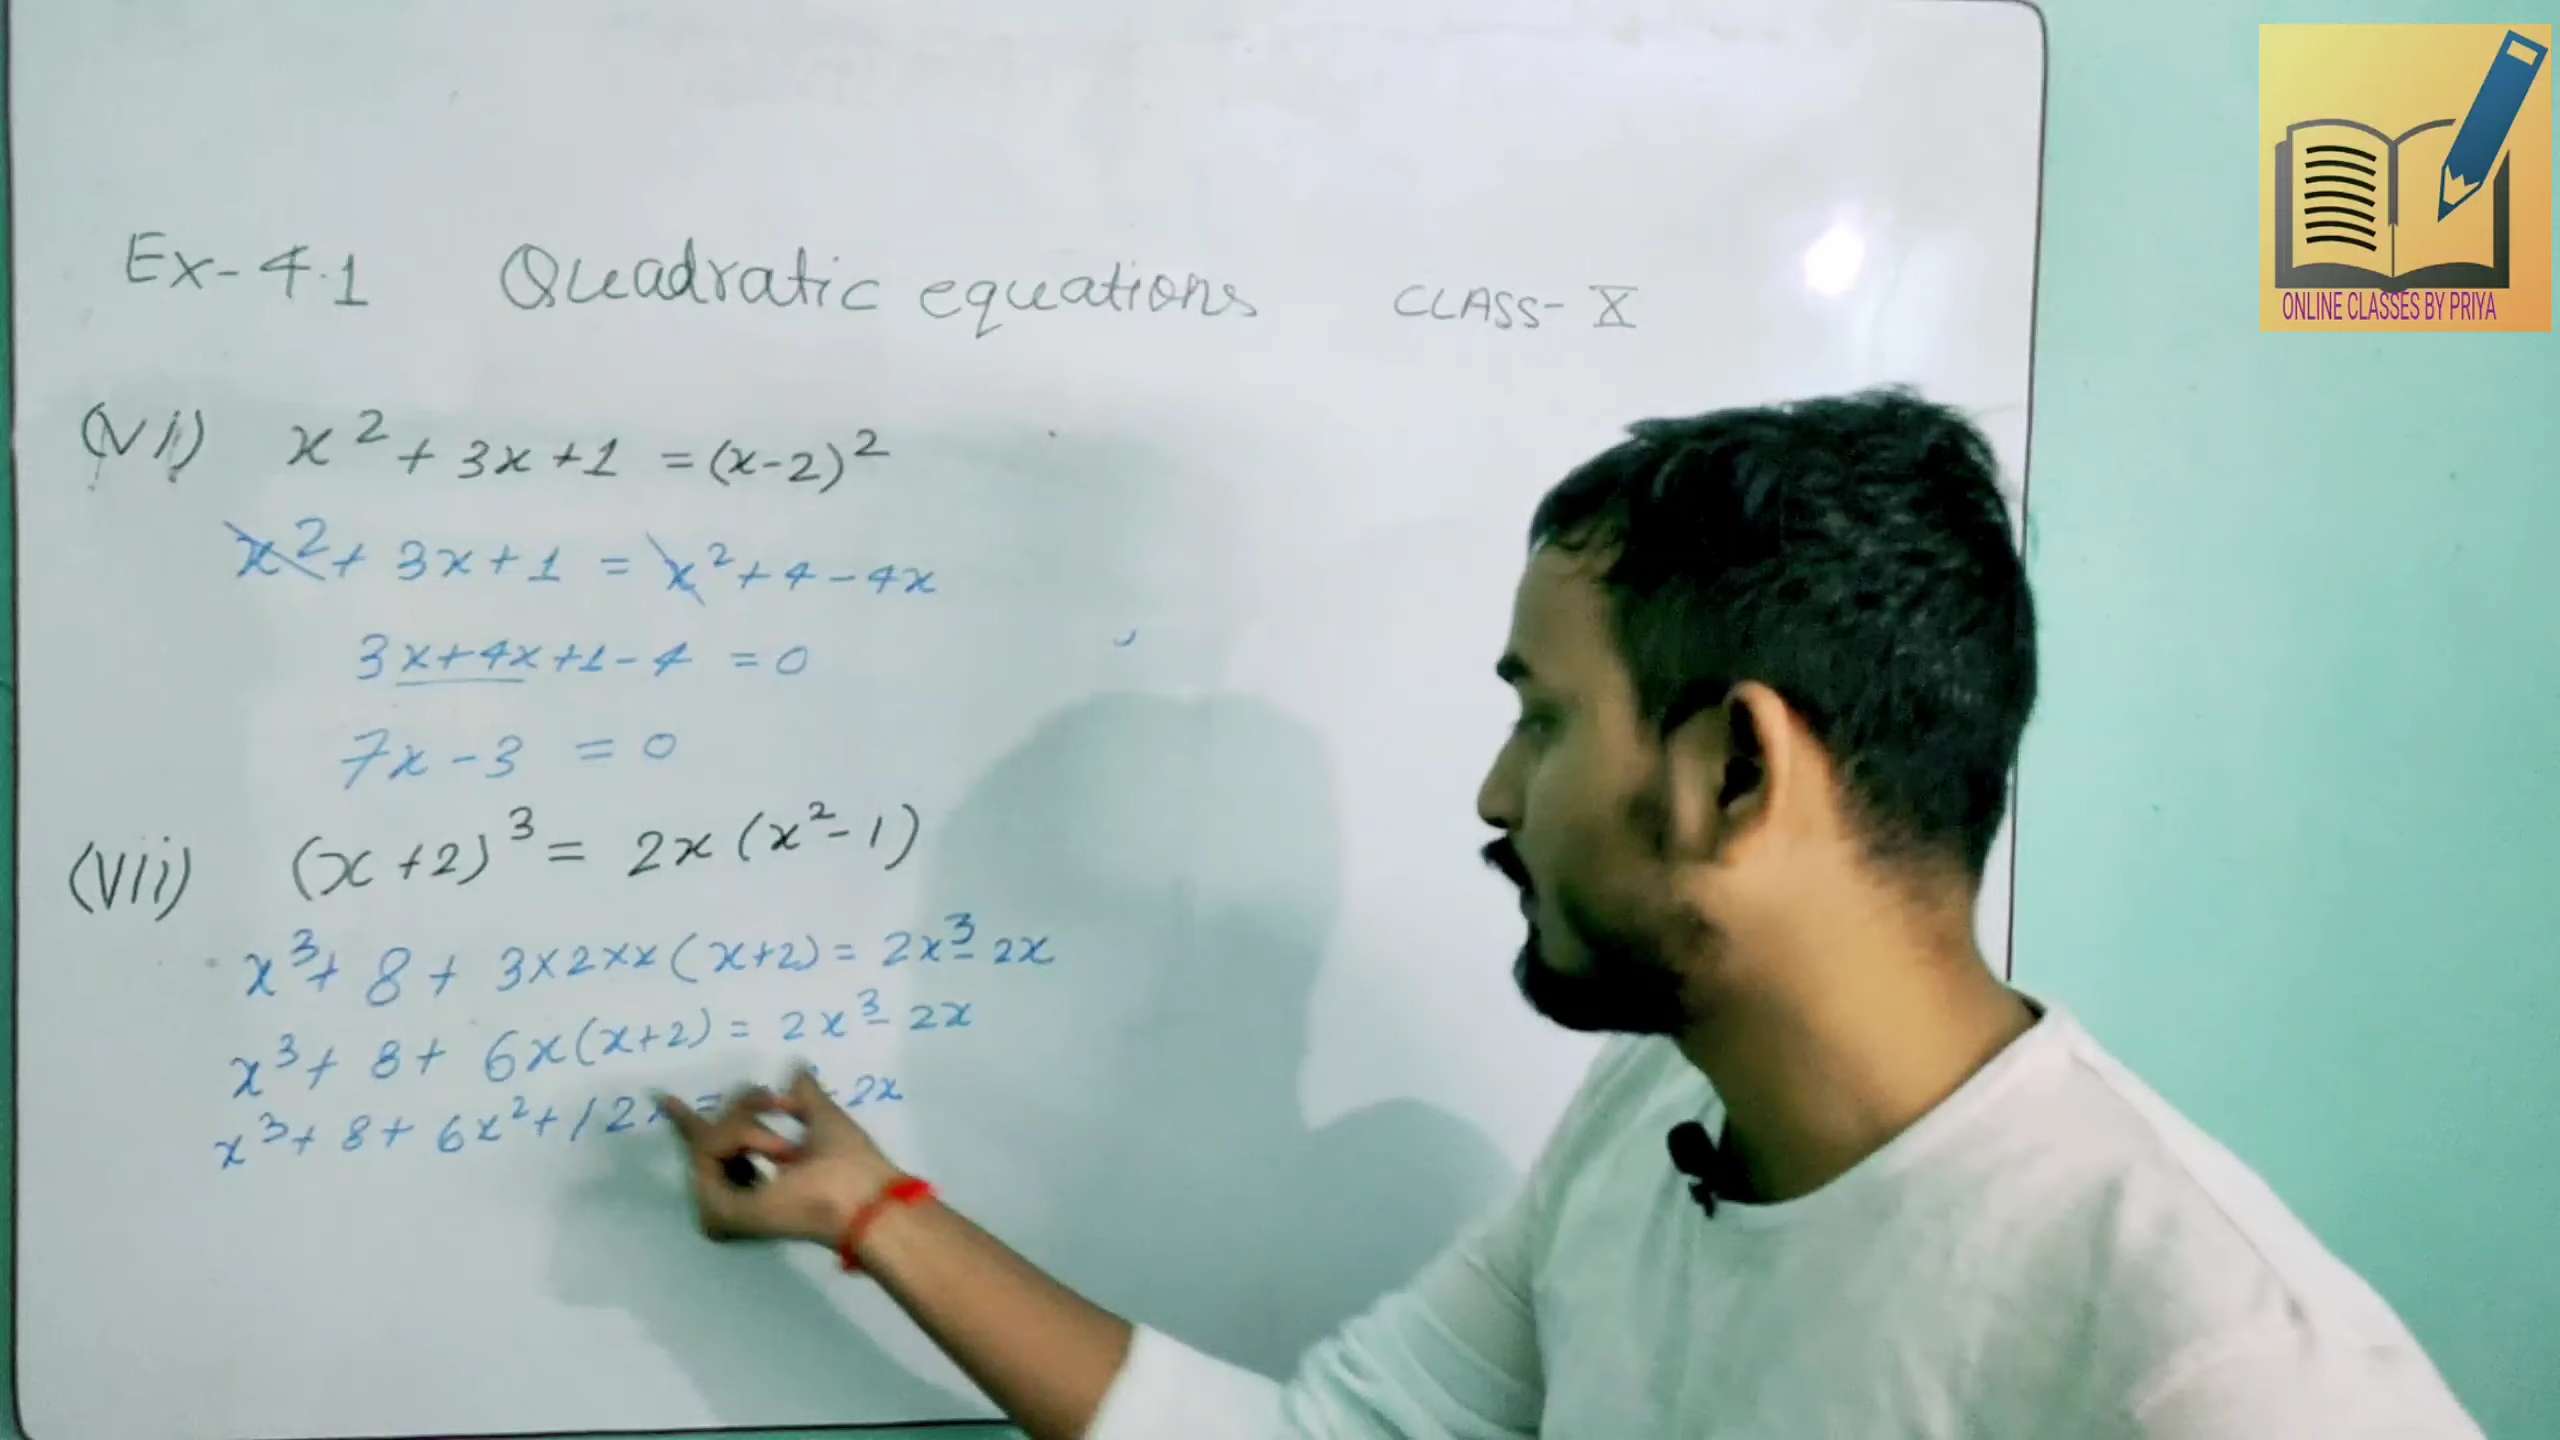 Ex-4.1 Quadratic equations CLASS-X
ONLINE CLASSES BY PRIYA
(vi) x² + 3x + 1 = (x-2)²
x² + 3x + 1 = x² + 4 - 4x
3x + 4x + 1 - 4 = 0
7x - 3 = 0
(vii) (x + 2)³ = 2x (x² - 1)
x³ + 8 + 3×2×x (x+2) = 2x³ - 2x
x³ + 8 + 6x (x+2) = 2x³ - 2x
x³ + 8 + 6x² + 12x = - 2x